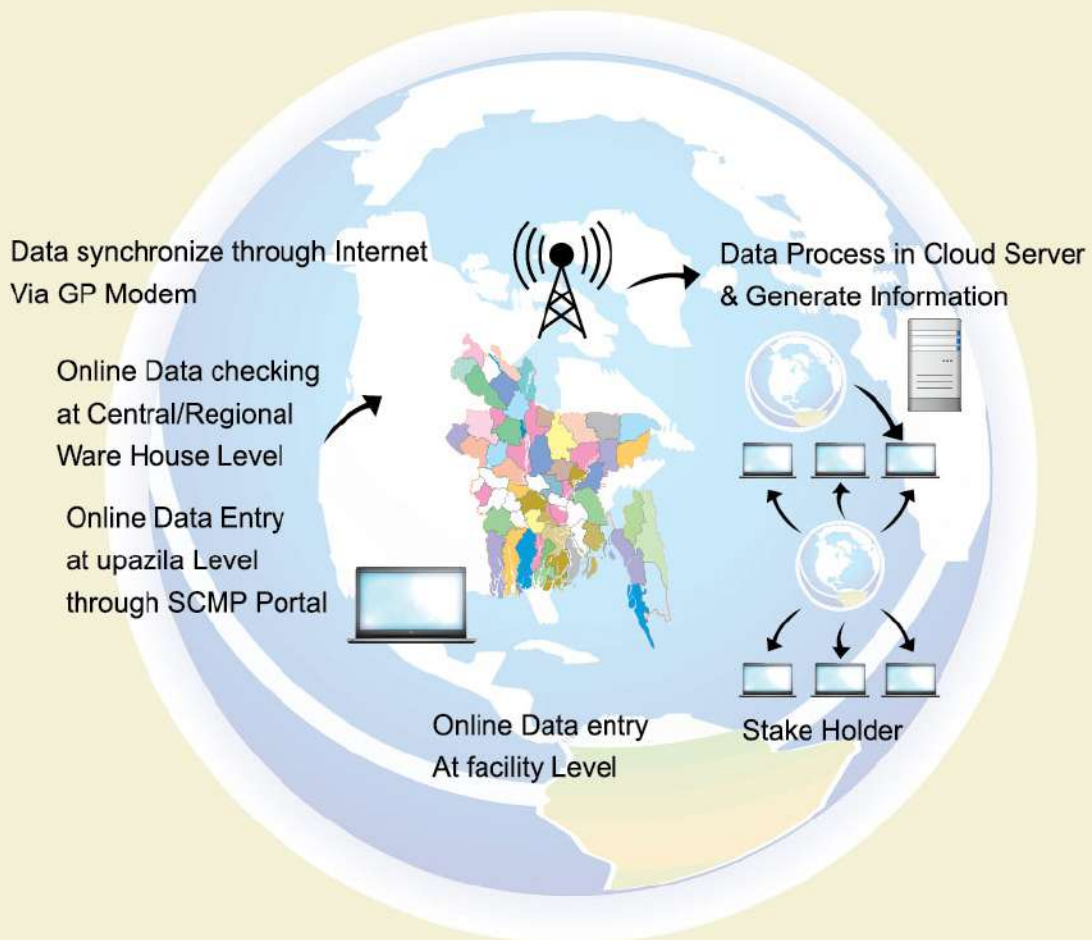 Data synchronize through Internet
Via GP Modem
Data Process in Cloud Server
& Generate Information
Online Data checking
at Central/Regional
Ware House Level
Online Data Entry
at upazila Level
through SCMP Portal
Online Data entry
At facility Level
Stake Holder